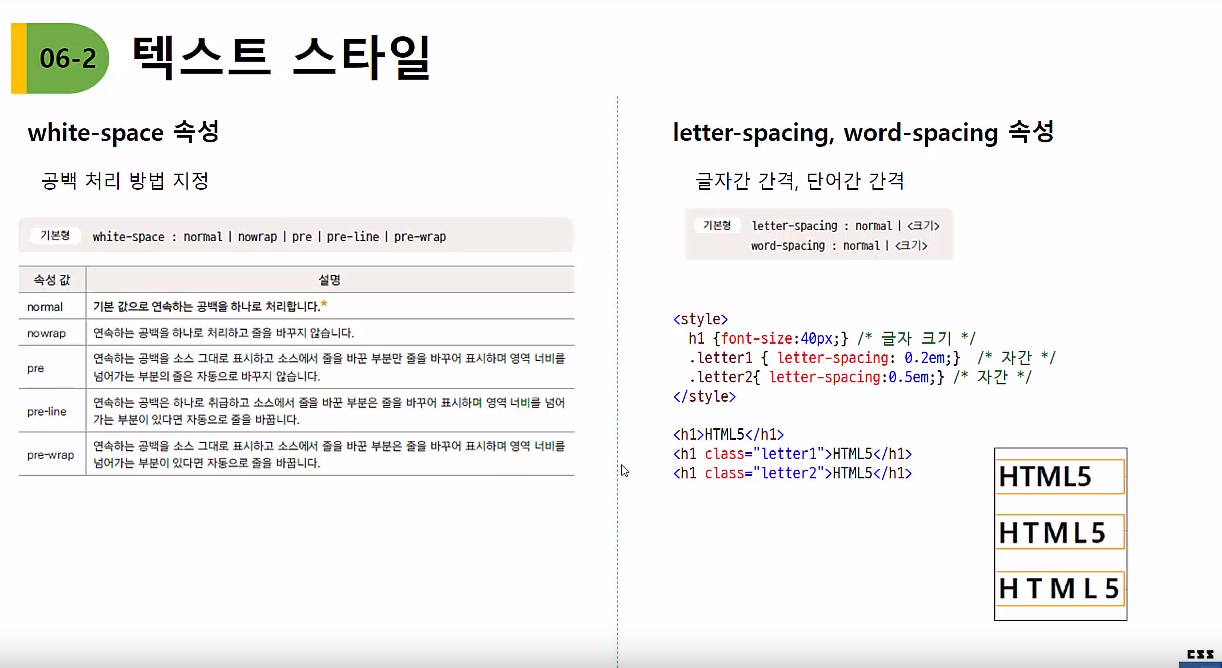 06-2 텍스트 스타일
white-space 속성
공백 처리 방법 지정
기본형 white-space : normal | nowrap | pre | pre-line | pre-wrap
속성 값 설명
normal 기본 값으로 연속하는 공백을 하나로 처리합니다.★
nowrap 연속하는 공백을 하나로 처리하고 줄을 바꾸지 않습니다.
pre 연속하는 공백을 소스 그대로 표시하고 소스에서 줄을 바꾼 부분만 줄을 바꾸어 표시하며 영역 너비를
넘어가는 부분의 줄은 자동으로 바꾸지 않습니다.
pre-line 연속하는 공백은 하나로 취급하고 소스에서 줄을 바꾼 부분은 줄을 바꾸어 표시하며 영역 너비를 넘어
가는 부분이 있다면 자동으로 줄을 바꿉니다.
pre-wrap 연속하는 공백을 소스 그대로 표시하고 소스에서 줄을 바꾼 부분은 줄을 바꾸어 표시하며 영역 너비를
넘어가는 부분이 있다면 자동으로 줄을 바꿉니다.
letter-spacing, word-spacing 속성
글자간 간격, 단어간 간격
기본형 letter-spacing : normal | <크기>
word-spacing : normal | <크기>
<style>
h1 {font-size:40px;} /* 글자 크기 */
.letter1 { letter-spacing: 0.2em;} /* 자간 */
.letter2{ letter-spacing:0.5em;} /* 자간 */
</style>
<h1>HTML5</h1>
<h1 class="letter1">HTML5</h1>
<h1 class="letter2">HTML5</h1>
HTML5
HTML5
HTML5
CSS